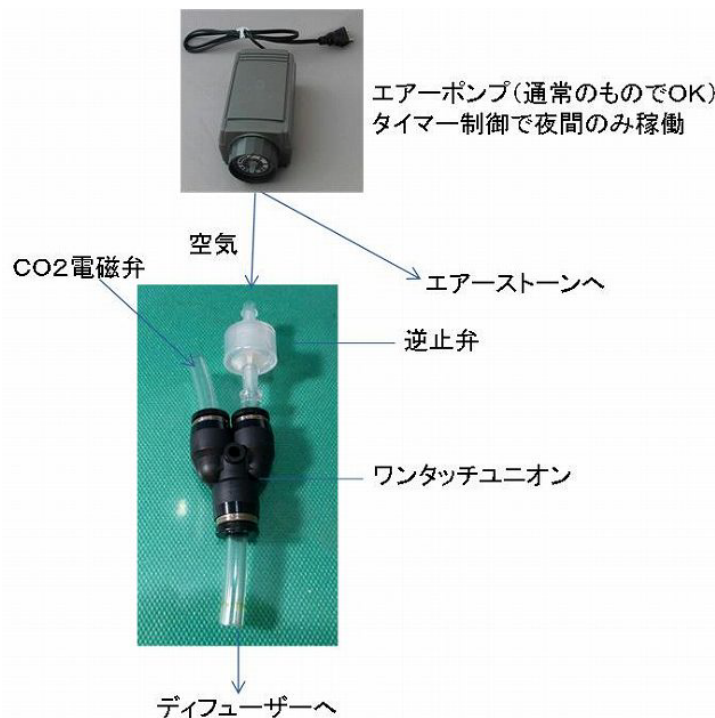 エアーポンプ(通常のものでOK)
タイマー制御で夜間のみ稼働
空気
CO2電磁弁
エアーストーンへ
逆止弁
ワンタッチユニオン
ディフューザーへ